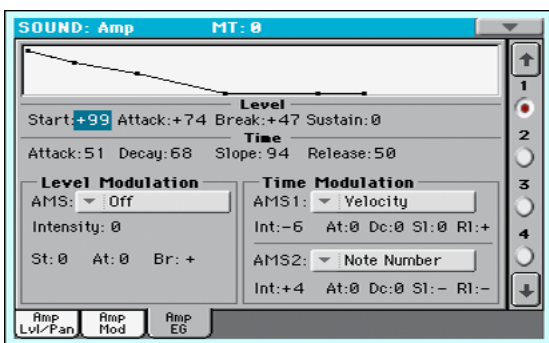 SOUND: Amp MT: 0
Level
Start:+99 Attack:+74 Break:+47 Sustain:0
Time
Attack:51 Decay:68 Slope:94 Release:50
Level Modulation
AMS: Off
Intensity: 0
St:0 At:0 Br: +
Time Modulation
AMS1: Velocity
Int:-6 At:0 Dc:0 Sl:0 Rl:+
AMS2: Note Number
Int:+4 At:0 Dc:0 Sl:- Rl:-
1
2
3
4
Amp Lvl/Pan
Amp Mod
Amp EG